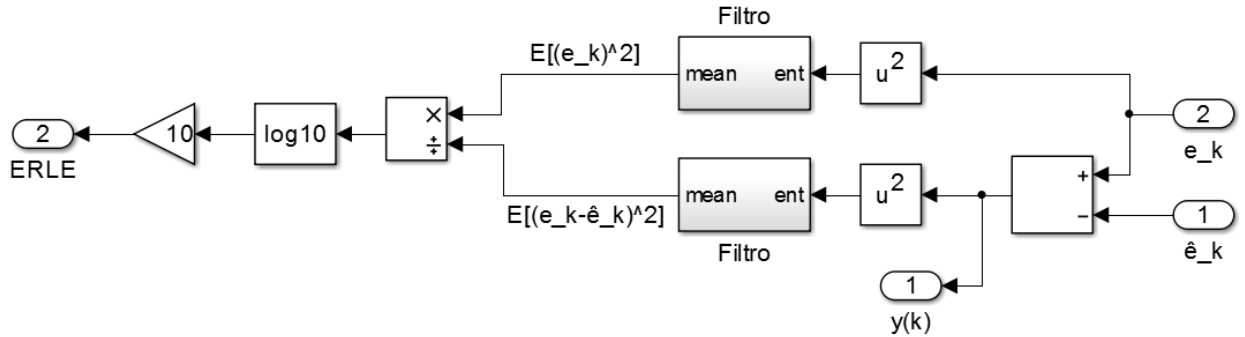 Filtro
E[(e_k)^2]
mean ent
u^2
2
e_k
2
ERLE
10
log10
×
÷
+
−
1
ê_k
E[(e_k-ê_k)^2]
mean ent
u^2
Filtro
1
y(k)